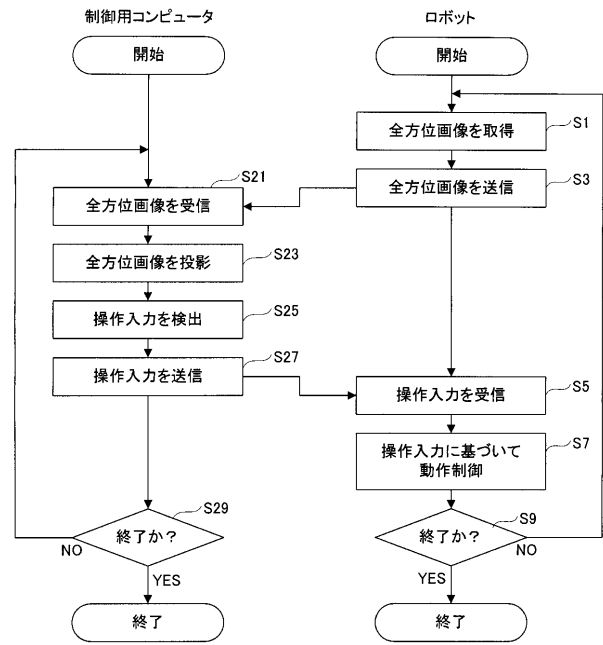 制御用コンピュータ
ロボット
開始
開始
全方位画像を取得
S1
全方位画像を送信
S3
S21
全方位画像を受信
全方位画像を投影
S23
操作入力を検出
S25
S27
操作入力を送信
操作入力を受信
S5
操作入力に基づいて
動作制御
S7
S29
終了か?
NO
YES
S9
終了か?
NO
YES
終了
終了